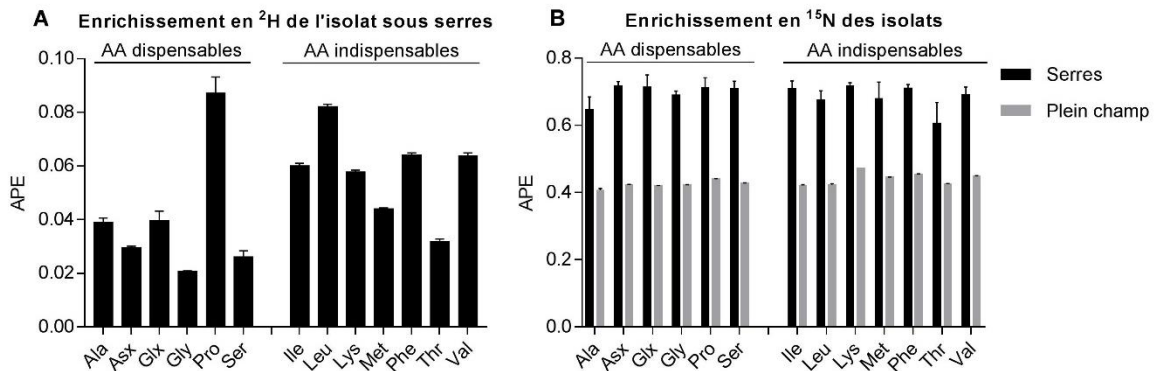 A Enrichissement en ²H de l'isolat sous serres
AA dispensables AA indispensables
0.10
0.08
0.06
0.04
0.02
0.00
APE
Ala Asx Glx Gly Pro Ser Ile Leu Lys Met Phe Thr Val
B Enrichissement en ¹⁵N des isolats
AA dispensables AA indispensables
0.8
0.6
0.4
0.2
0.0
APE
Ala Asx Glx Gly Pro Ser Ile Leu Lys Met Phe Thr Val
Serres
Plein champ